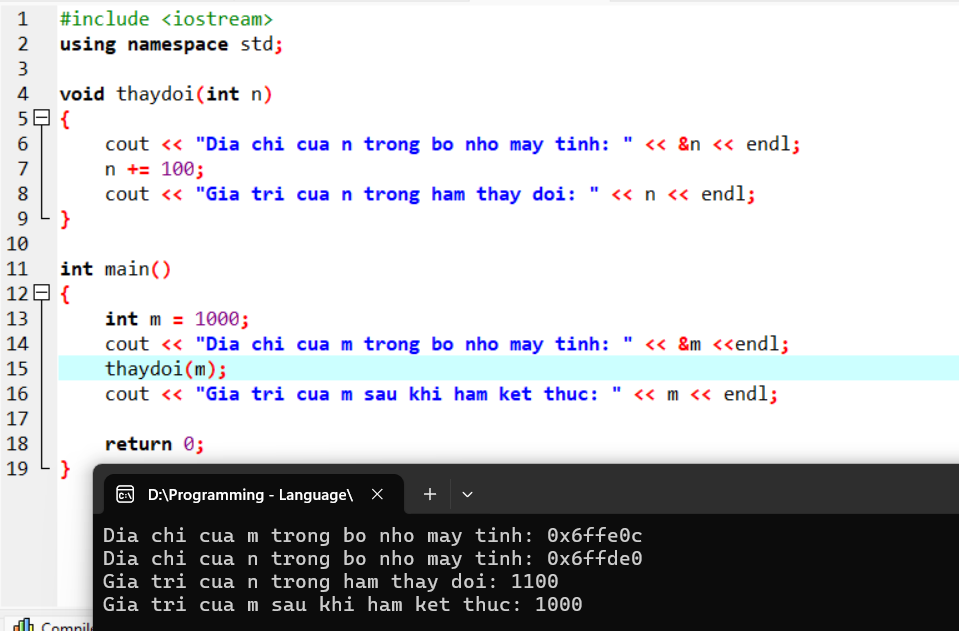 1 #include <iostream>
2 using namespace std;
3
4 void thaydoi(int n)
5 {
6 cout << "Dia chi cua n trong bo nho may tinh: " << &n << endl;
7 n += 100;
8 cout << "Gia tri cua n trong ham thay doi: " << n << endl;
9 }
10
11 int main()
12 {
13 int m = 1000;
14 cout << "Dia chi cua m trong bo nho may tinh: " << &m <<endl;
15 thaydoi(m);
16 cout << "Gia tri cua m sau khi ham ket thuc: " << m << endl;
17
18 return 0;
19 }
D:\Programming - Language\
Dia chi cua m trong bo nho may tinh: 0x6ffe0c
Dia chi cua n trong bo nho may tinh: 0x6ffde0
Gia tri cua n trong ham thay doi: 1100
Gia tri cua m sau khi ham ket thuc: 1000